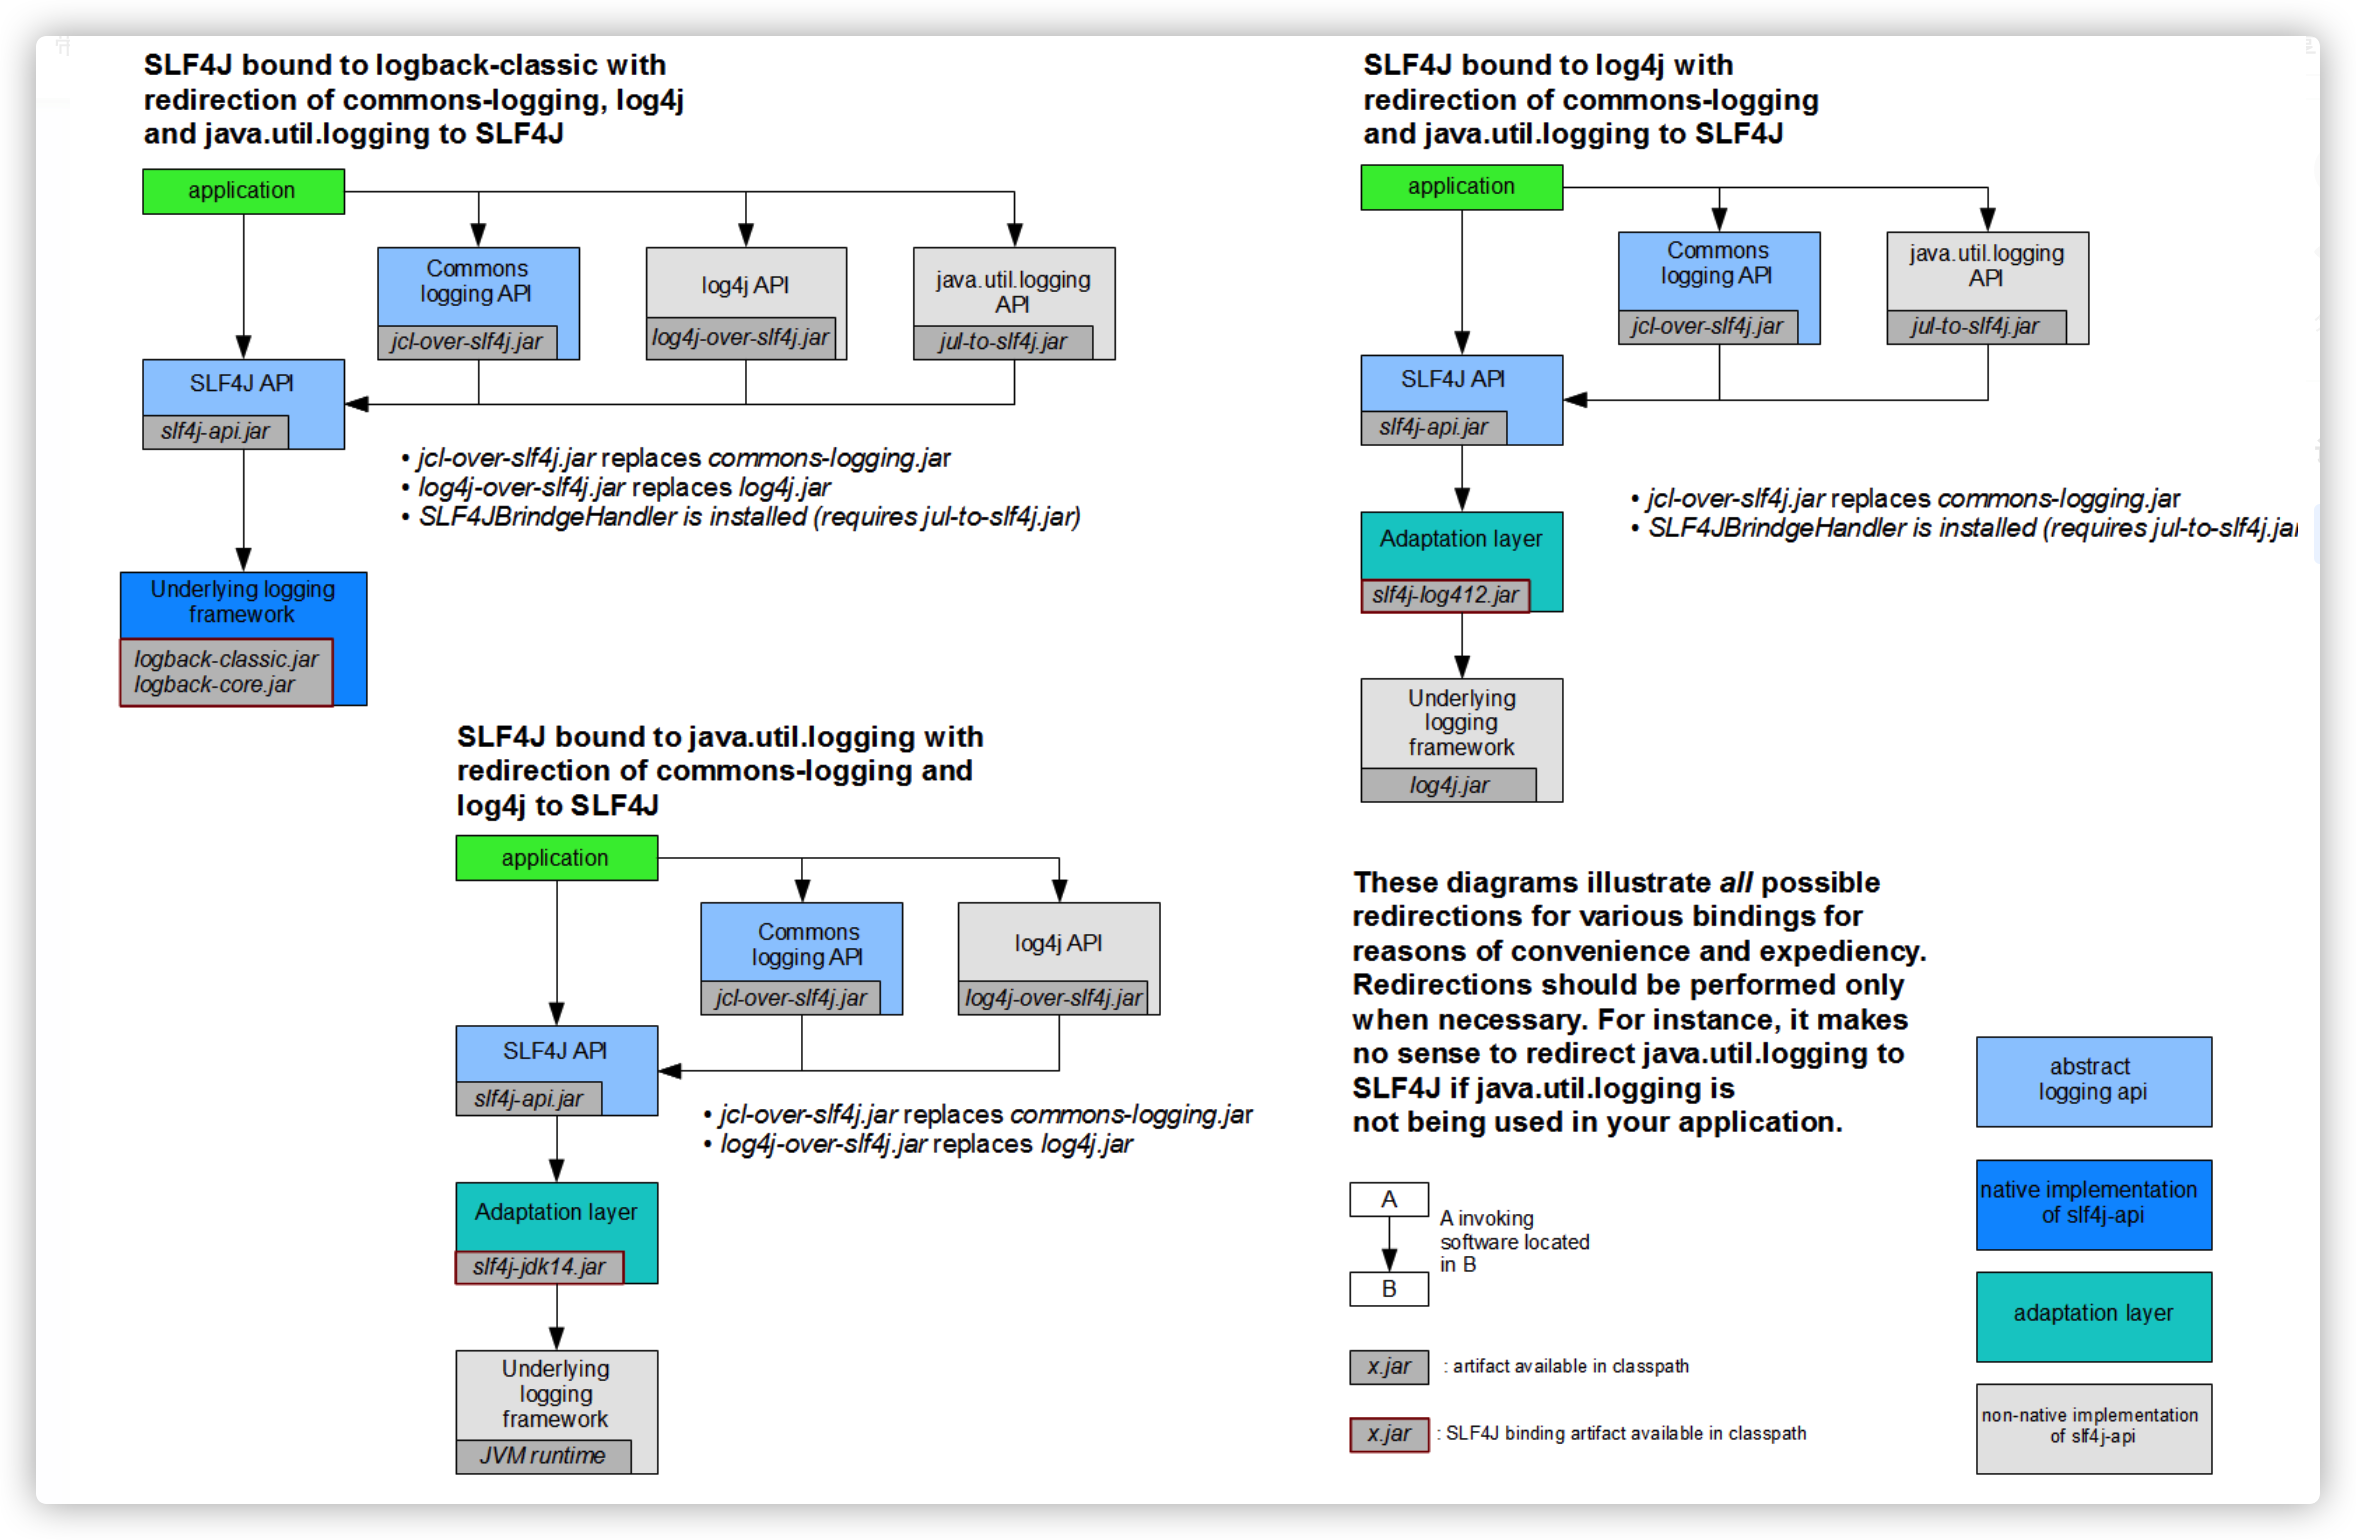 SLF4J bound to logback-classic with
redirection of commons-logging, log4j
and java.util.logging to SLF4J
application
Commons
logging API
jcl-over-slf4j.jar
log4j API
log4j-over-slf4j.jar
java.util.logging
API
jul-to-slf4j.jar
SLF4J API
slf4j-api.jar
• jcl-over-slf4j.jar replaces commons-logging.jar
• log4j-over-slf4j.jar replaces log4j.jar
• SLF4JBrindgeHandler is installed (requires jul-to-slf4j.jar)
Underlying logging
framework
logback-classic.jar
logback-core.jar
SLF4J bound to log4j with
redirection of commons-logging
and java.util.logging to SLF4J
application
Commons
logging API
jcl-over-slf4j.jar
java.util.logging
API
jul-to-slf4j.jar
SLF4J API
slf4j-api.jar
• jcl-over-slf4j.jar replaces commons-logging.jar
• SLF4JBrindgeHandler is installed (requires jul-to-slf4j.jar
Adaptation layer
slf4j-log412.jar
Underlying
logging
framework
log4j.jar
SLF4J bound to java.util.logging with
redirection of commons-logging and
log4j to SLF4J
application
Commons
logging API
jcl-over-slf4j.jar
log4j API
log4j-over-slf4j.jar
SLF4J API
slf4j-api.jar
• jcl-over-slf4j.jar replaces commons-logging.jar
• log4j-over-slf4j.jar replaces log4j.jar
Adaptation layer
slf4j-jdk14.jar
Underlying
logging
framework
JVM runtime
These diagrams illustrate all possible
redirections for various bindings for
reasons of convenience and expediency.
Redirections should be performed only
when necessary. For instance, it makes
no sense to redirect java.util.logging to
SLF4J if java.util.logging is
not being used in your application.
A
A invoking
software located
in B
B
x.jar : artifact available in classpath
x.jar : SLF4J binding artifact available in classpath
abstract
logging api
native implementation
of slf4j-api
adaptation layer
non-native implementation
of slf4j-api